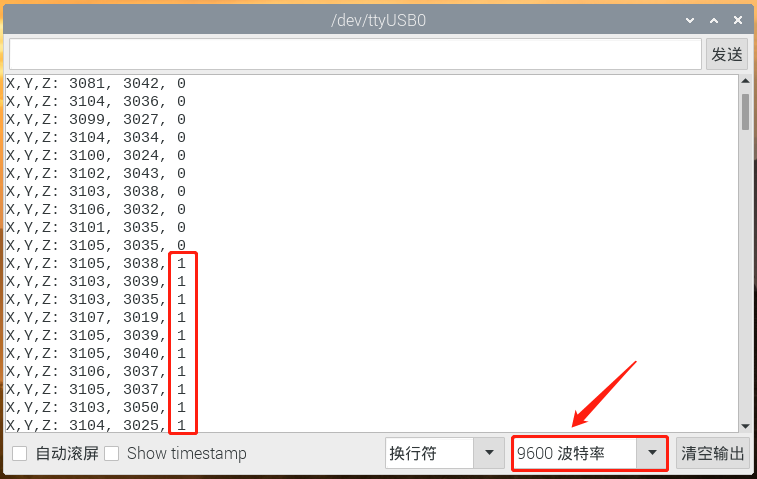 /dev/ttyUSB0
发送
X,Y,Z: 3081, 3042, 0
X,Y,Z: 3104, 3036, 0
X,Y,Z: 3099, 3027, 0
X,Y,Z: 3104, 3034, 0
X,Y,Z: 3100, 3024, 0
X,Y,Z: 3102, 3043, 0
X,Y,Z: 3103, 3038, 0
X,Y,Z: 3106, 3032, 0
X,Y,Z: 3101, 3035, 0
X,Y,Z: 3105, 3035, 0
X,Y,Z: 3105, 3038, 1
X,Y,Z: 3103, 3039, 1
X,Y,Z: 3103, 3035, 1
X,Y,Z: 3107, 3019, 1
X,Y,Z: 3105, 3039, 1
X,Y,Z: 3105, 3040, 1
X,Y,Z: 3106, 3037, 1
X,Y,Z: 3105, 3037, 1
X,Y,Z: 3103, 3050, 1
X,Y,Z: 3104, 3025, 1
自动滚屏 Show timestamp 换行符 9600 波特率 清空输出